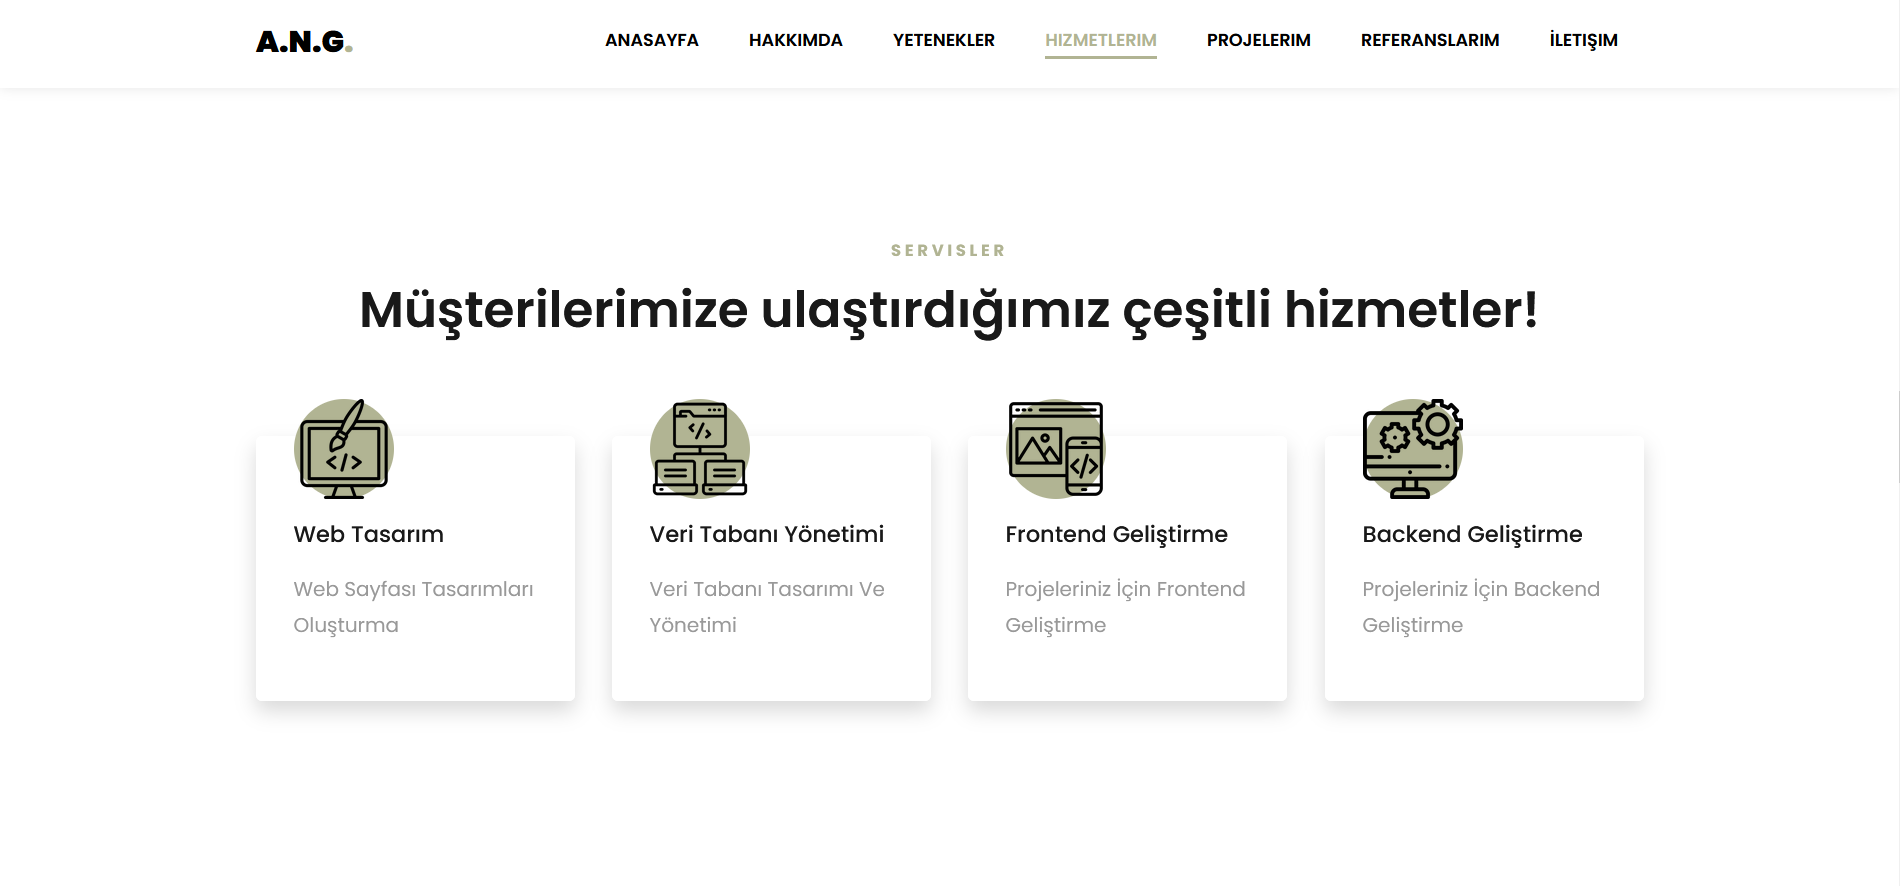 A.N.G.
ANASAYFA HAKKIMDA YETENEKLER HIZMETLERIM PROJELERIM REFERANSLARIM İLETIŞIM
SERVISLER
Müşterilerimize ulaştırdığımız çeşitli hizmetler!
Web Tasarım
Web Sayfası Tasarımları
Oluşturma
Veri Tabanı Yönetimi
Veri Tabanı Tasarımı Ve
Yönetimi
Frontend Geliştirme
Projeleriniz İçin Frontend
Geliştirme
Backend Geliştirme
Projeleriniz İçin Backend
Geliştirme